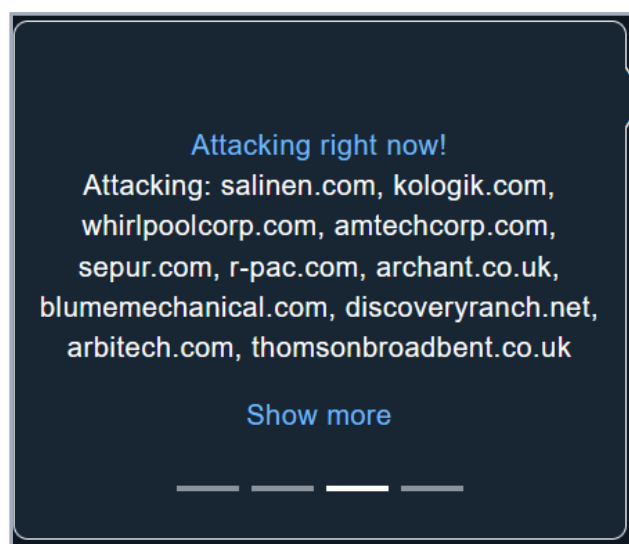 Attacking right now!
Attacking: salinen.com, kologik.com,
whirlpoolcorp.com, amtechcorp.com,
sepur.com, r-pac.com, archant.co.uk,
blumemechanical.com, discoveryranch.net,
arbitech.com, thomsonbroadbent.co.uk
Show more